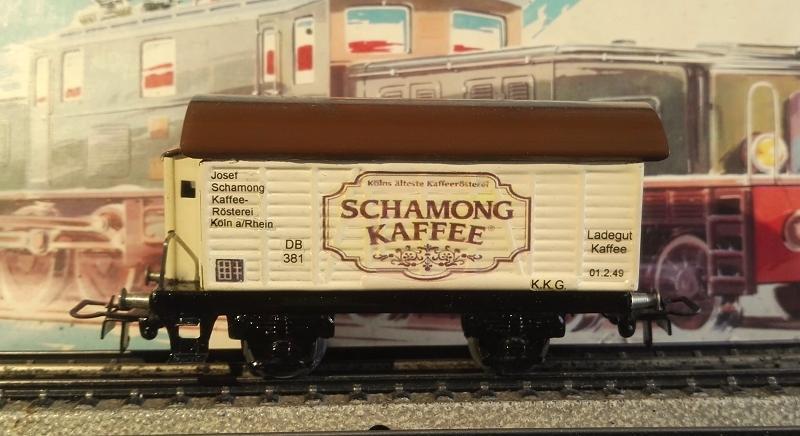 Josef
Schamong
Kaffee-
Rösterei
Köln a/Rhein
DB
381
Kölns älteste Kaffeerösterei
SCHAMONG
KAFFEE®
Ladegut
Kaffee
01.2.49
K.K.G.